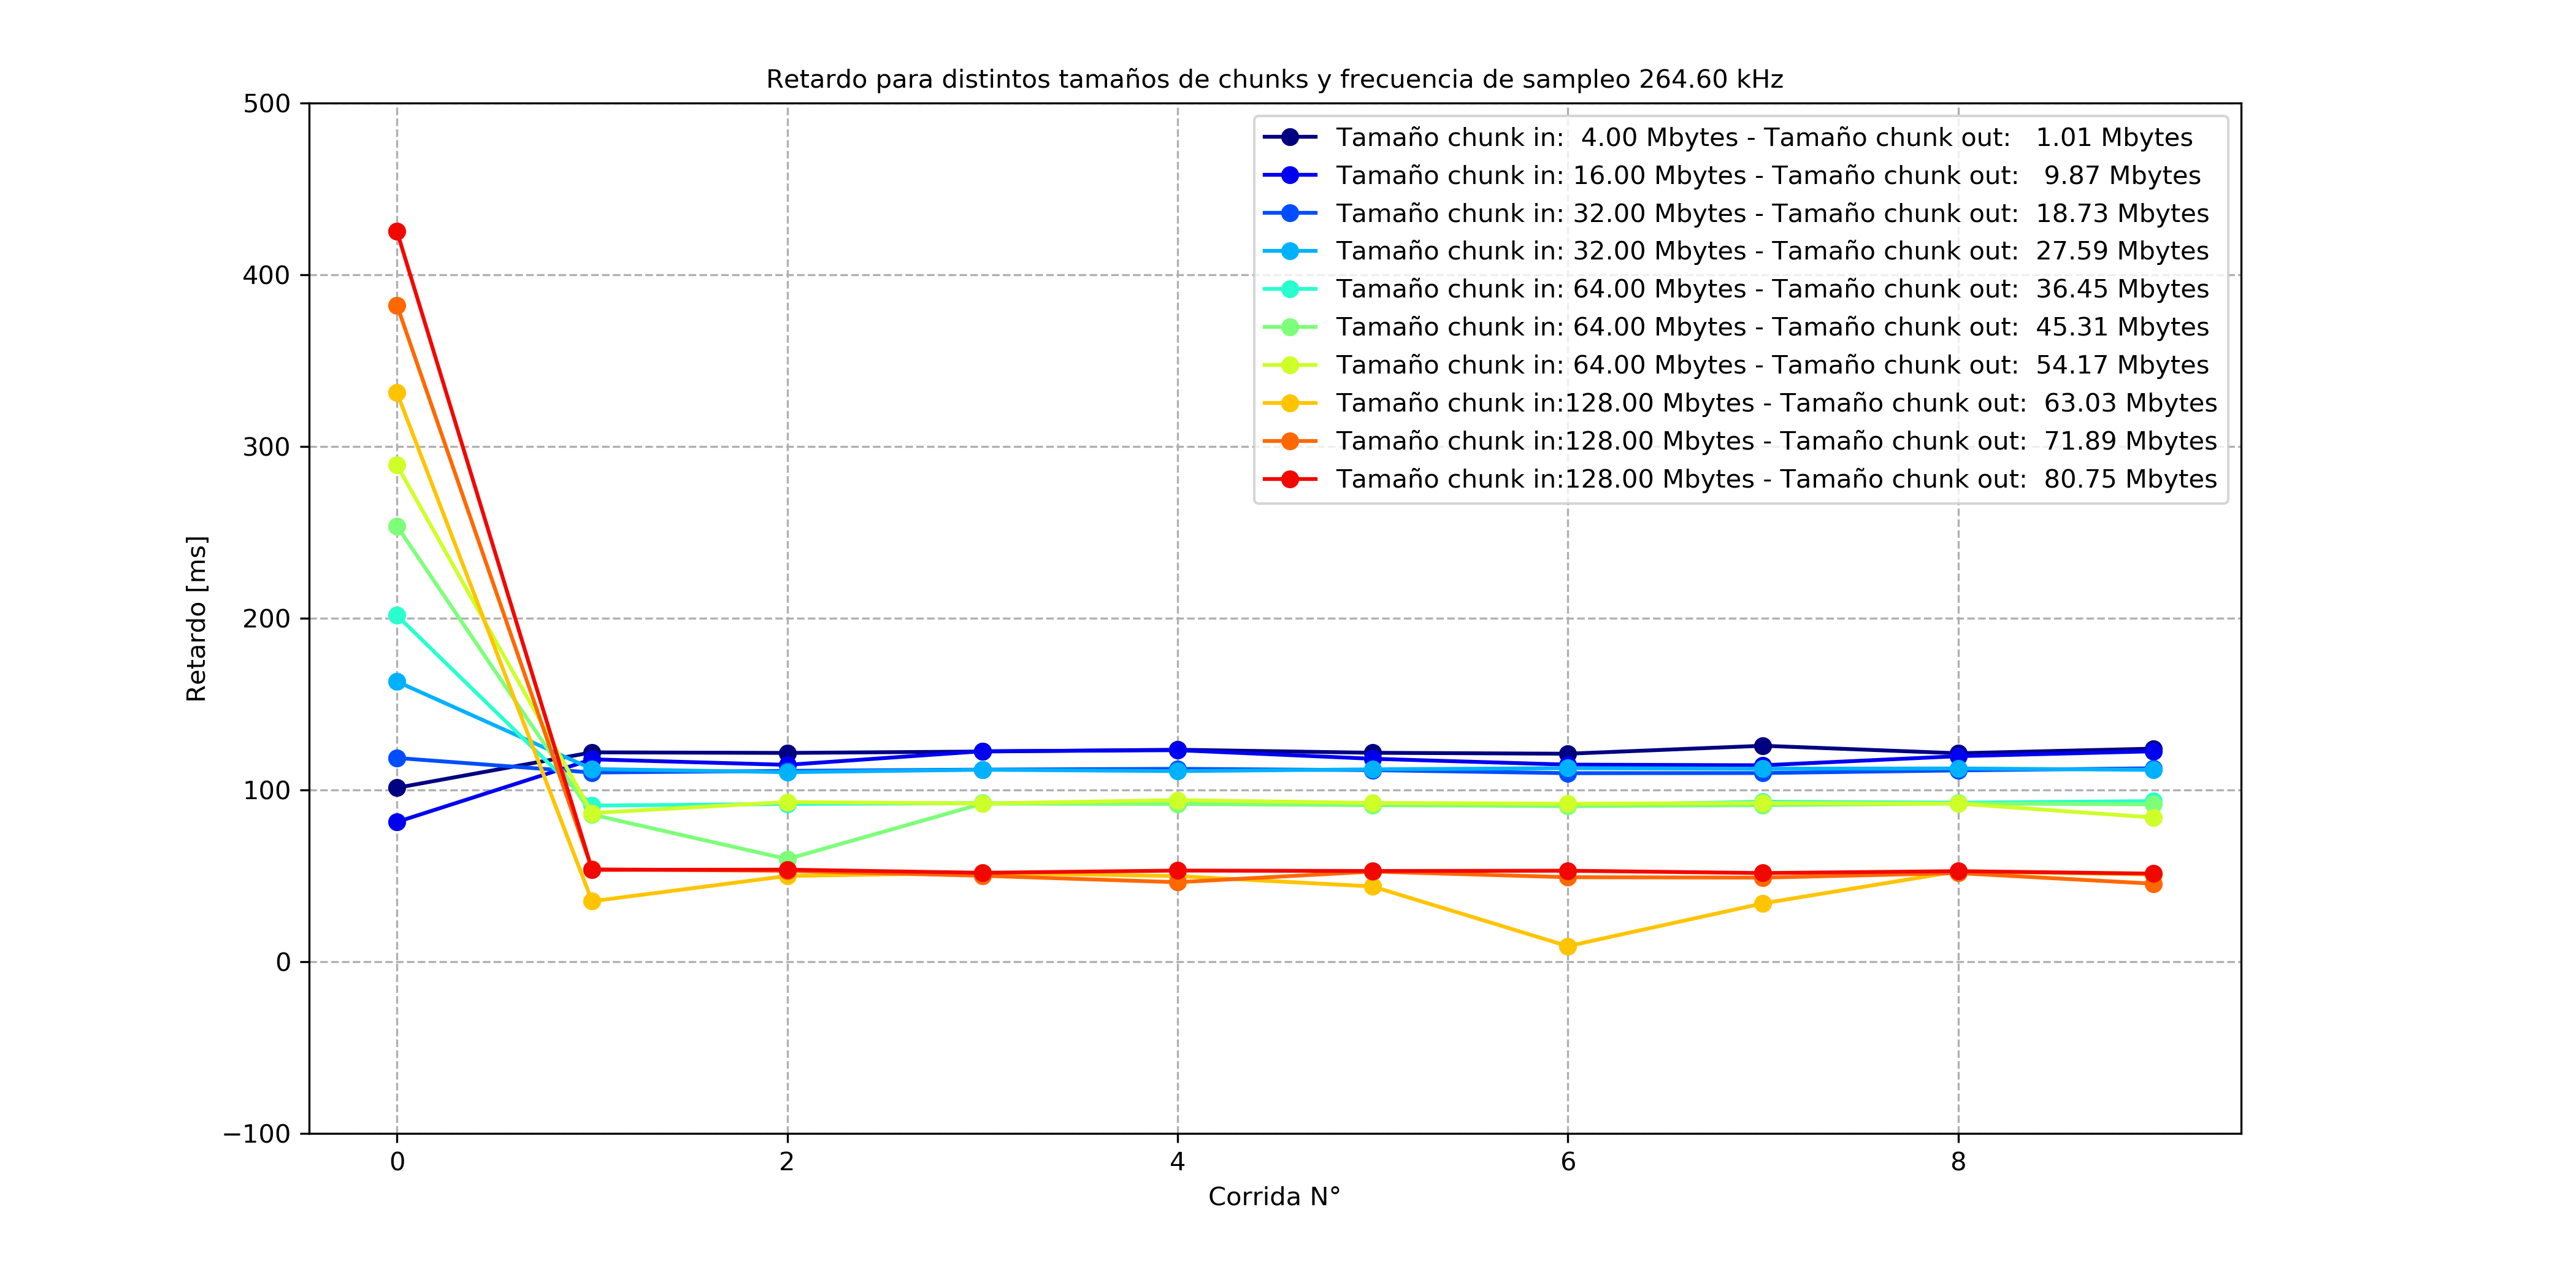 Retardo para distintos tamaños de chunks y frecuencia de sampleo 264.60 kHz
500
400
300
200
100
0
−100
Retardo [ms]
Tamaño chunk in:  4.00 Mbytes - Tamaño chunk out:   1.01 Mbytes
Tamaño chunk in: 16.00 Mbytes - Tamaño chunk out:   9.87 Mbytes
Tamaño chunk in: 32.00 Mbytes - Tamaño chunk out:  18.73 Mbytes
Tamaño chunk in: 32.00 Mbytes - Tamaño chunk out:  27.59 Mbytes
Tamaño chunk in: 64.00 Mbytes - Tamaño chunk out:  36.45 Mbytes
Tamaño chunk in: 64.00 Mbytes - Tamaño chunk out:  45.31 Mbytes
Tamaño chunk in: 64.00 Mbytes - Tamaño chunk out:  54.17 Mbytes
Tamaño chunk in:128.00 Mbytes - Tamaño chunk out:  63.03 Mbytes
Tamaño chunk in:128.00 Mbytes - Tamaño chunk out:  71.89 Mbytes
Tamaño chunk in:128.00 Mbytes - Tamaño chunk out:  80.75 Mbytes
0 2 4 6 8
Corrida N°